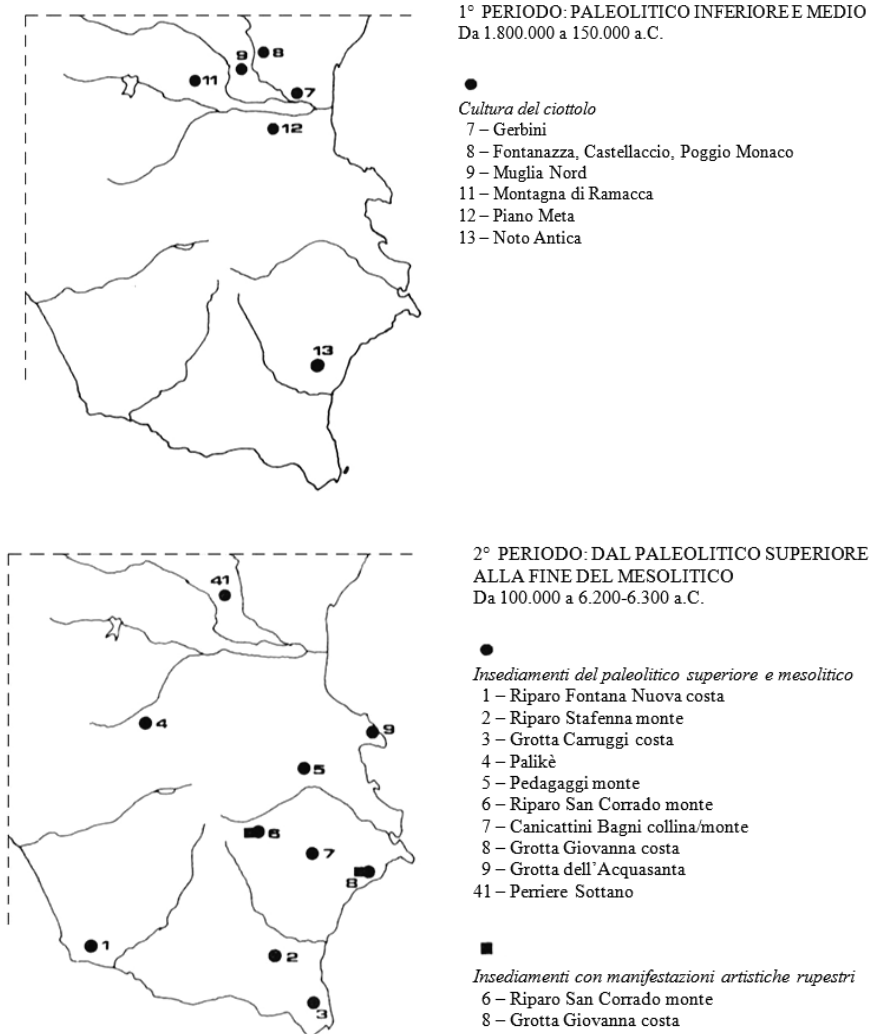 1° PERIODO: PALEOLITICO INFERIORE E MEDIO
Da 1.800.000 a 150.000 a.C.
Cultura del ciottolo
7 – Gerbini
8 – Fontanazza, Castellaccio, Poggio Monaco
9 – Muglia Nord
11 – Montagna di Ramacca
12 – Piano Meta
13 – Noto Antica
8
9
11
7
12
13
2° PERIODO: DAL PALEOLITICO SUPERIORE
ALLA FINE DEL MESOLITICO
Da 100.000 a 6.200-6.300 a.C.
Insediamenti del paleolitico superiore e mesolitico
1 – Riparo Fontana Nuova costa
2 – Riparo Stafenna monte
3 – Grotta Carruggi costa
4 – Palikè
5 – Pedagaggi monte
6 – Riparo San Corrado monte
7 – Canicattini Bagni collina/monte
8 – Grotta Giovanna costa
9 – Grotta dell'Acquasanta
41 – Perriere Sottano
Insediamenti con manifestazioni artistiche rupestri
6 – Riparo San Corrado monte
8 – Grotta Giovanna costa
41
4
9
5
6
7
8
1
2
3